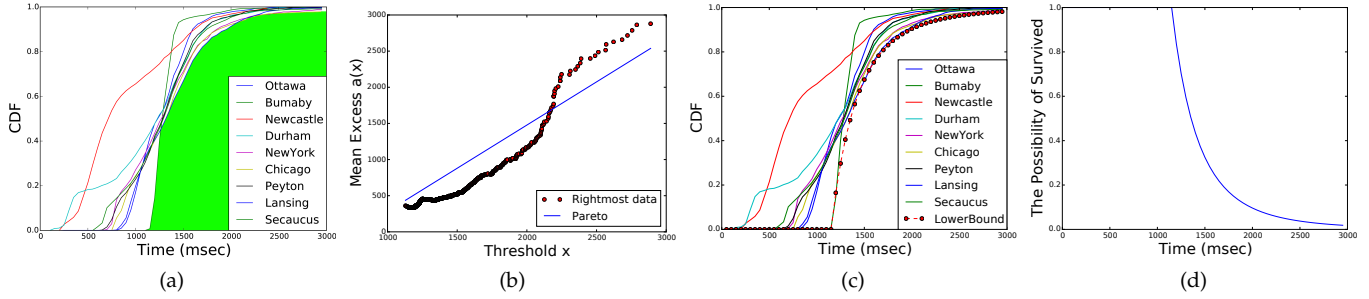 1.0
0.8
0.6
0.4
0.2
0.0
CDF
0 500 1000 1500 2000 2500 3000
Time (msec)
Ottawa
Bumaby
Newcastle
Durham
NewYork
Chicago
Peyton
Lansing
Secaucus
(a)
3000
2500
2000
1500
1000
500
0
Mean Excess a(x)
1000 1500 2000 2500 3000
Threshold x
Rightmost data
Pareto
(b)
1.0
0.8
0.6
0.4
0.2
0.0
CDF
0 500 1000 1500 2000 2500 3000
Time (msec)
Ottawa
Bumaby
Newcastle
Durham
NewYork
Chicago
Peyton
Lansing
Secaucus
LowerBound
(c)
1.0
0.8
0.6
0.4
0.2
0.0
The Possibility of Survived
0 500 1000 1500 2000 2500 3000
Time (msec)
(d)